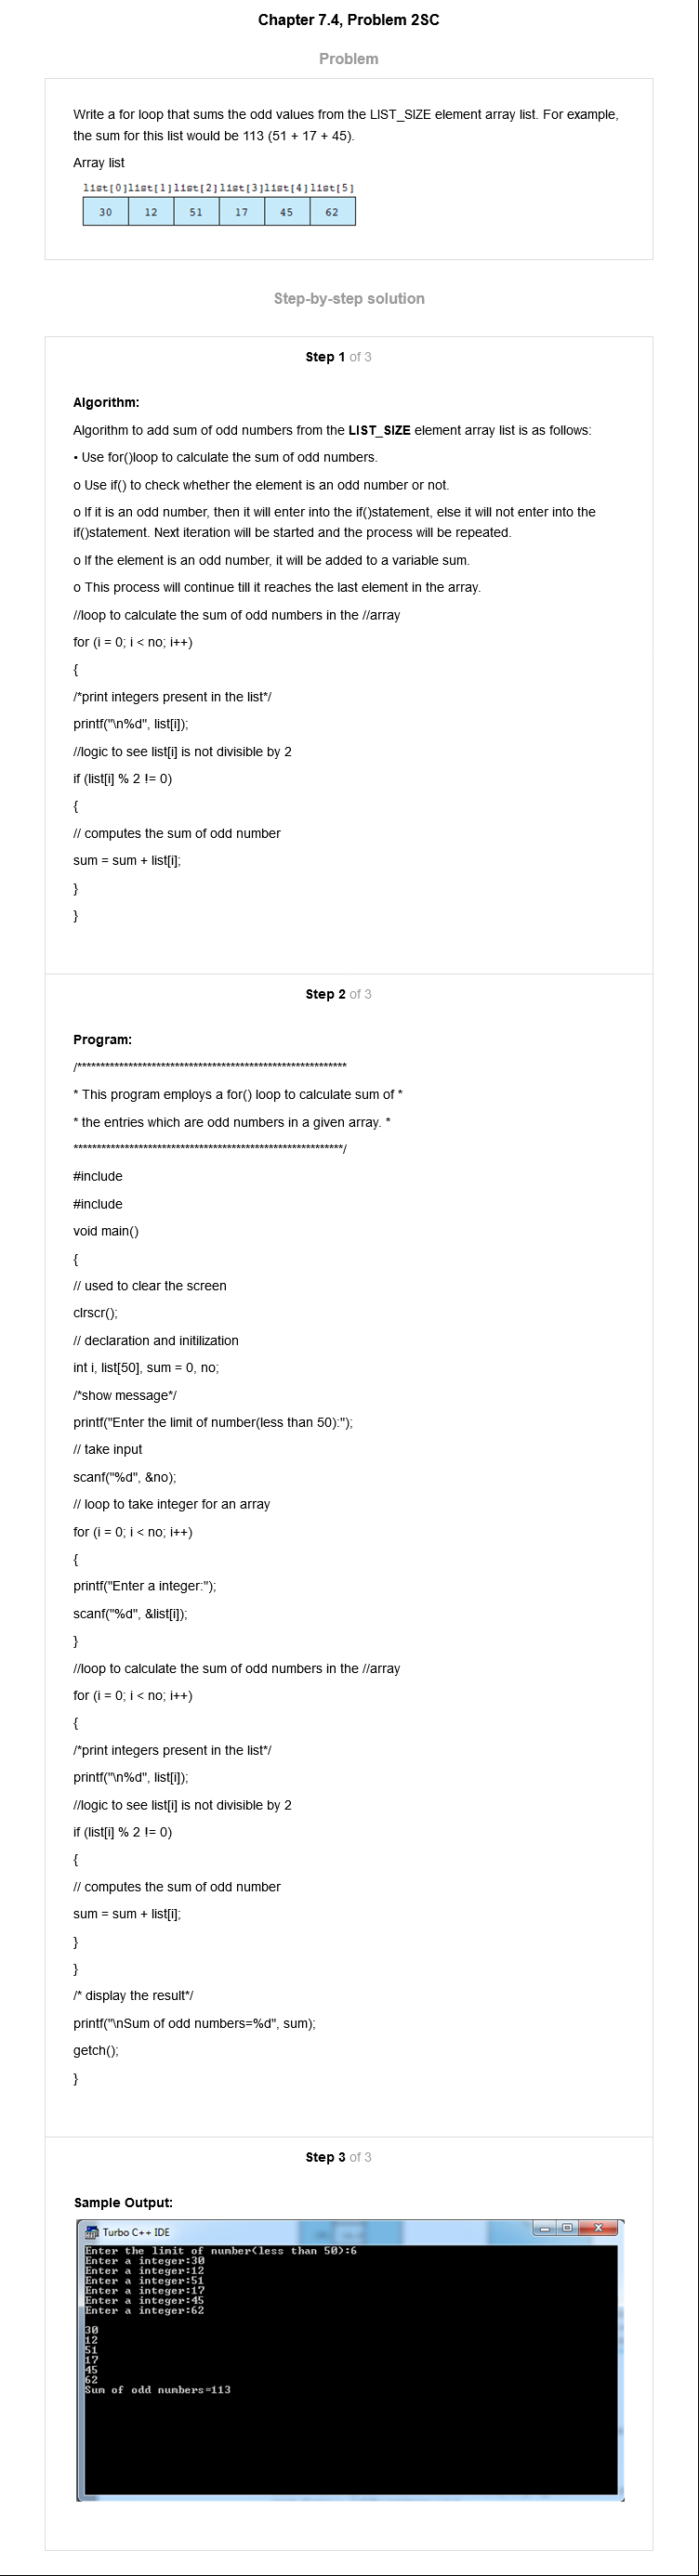 Chapter 7.4, Problem 2SC
Problem
Write a for loop that sums the odd values from the LIST_SIZE element array list. For example,
the sum for this list would be 113 (51 + 17 + 45).
Array list
list[0]list[1]list[2]list[3]list[4]list[5]
30 12 51 17 45 62
Step-by-step solution
Step 1 of 3
Algorithm:
Algorithm to add sum of odd numbers from the LIST_SIZE element array list is as follows:
• Use for()loop to calculate the sum of odd numbers.
o Use if() to check whether the element is an odd number or not.
o If it is an odd number, then it will enter into the if()statement, else it will not enter into the
if()statement. Next iteration will be started and the process will be repeated.
o If the element is an odd number, it will be added to a variable sum.
o This process will continue till it reaches the last element in the array.
//loop to calculate the sum of odd numbers in the //array
for (i = 0; i < no; i++)
{
/*print integers present in the list*/
printf("\n%d", list[i]);
//logic to see list[i] is not divisible by 2
if (list[i] % 2 != 0)
{
// computes the sum of odd number
sum = sum + list[i];
}
}
Step 2 of 3
Program:
/**********************************************************
* This program employs a for() loop to calculate sum of *
* the entries which are odd numbers in a given array. *
**********************************************************/
#include
#include
void main()
{
// used to clear the screen
clrscr();
// declaration and initilization
int i, list[50], sum = 0, no;
/*show message*/
printf("Enter the limit of number(less than 50):");
// take input
scanf("%d", &no);
// loop to take integer for an array
for (i = 0; i < no; i++)
{
printf("Enter a integer:");
scanf("%d", &list[i]);
}
//loop to calculate the sum of odd numbers in the //array
for (i = 0; i < no; i++)
{
/*print integers present in the list*/
printf("\n%d", list[i]);
//logic to see list[i] is not divisible by 2
if (list[i] % 2 != 0)
{
// computes the sum of odd number
sum = sum + list[i];
}
}
/* display the result*/
printf("\nSum of odd numbers=%d", sum);
getch();
}
Step 3 of 3
Sample Output:
Turbo C++ IDE
Enter the limit of number(less than 50):6
Enter a integer:30
Enter a integer:12
Enter a integer:51
Enter a integer:17
Enter a integer:45
Enter a integer:62
30
12
51
17
45
62
Sum of odd numbers=113